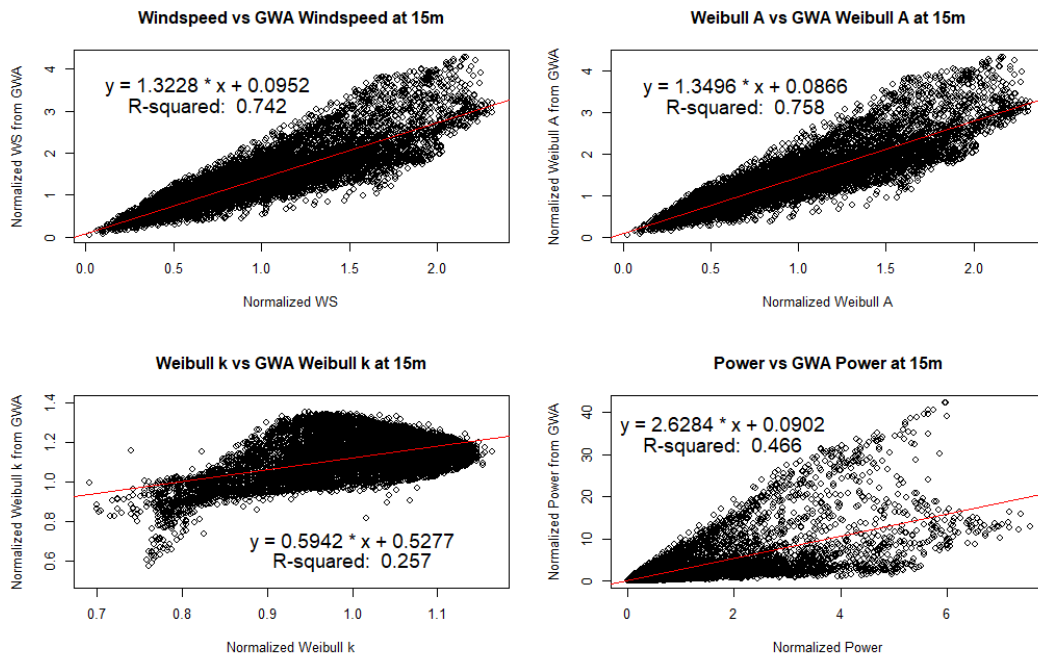 Windspeed vs GWA Windspeed at 15m
y = 1.3228 * x + 0.0952
R-squared: 0.742
Normalized WS from GWA
0 1 2 3 4
0.0 0.5 1.0 1.5 2.0
Normalized WS
Weibull A vs GWA Weibull A at 15m
y = 1.3496 * x + 0.0866
R-squared: 0.758
Normalized Weibull A from GWA
0 1 2 3 4
0.0 0.5 1.0 1.5 2.0
Normalized Weibull A
Weibull k vs GWA Weibull k at 15m
y = 0.5942 * x + 0.5277
R-squared: 0.257
Normalized Weibull k from GWA
0.6 0.8 1.0 1.2 1.4
0.7 0.8 0.9 1.0 1.1
Normalized Weibull k
Power vs GWA Power at 15m
y = 2.6284 * x + 0.0902
R-squared: 0.466
Normalized Power from GWA
0 10 20 30 40
0 2 4 6
Normalized Power